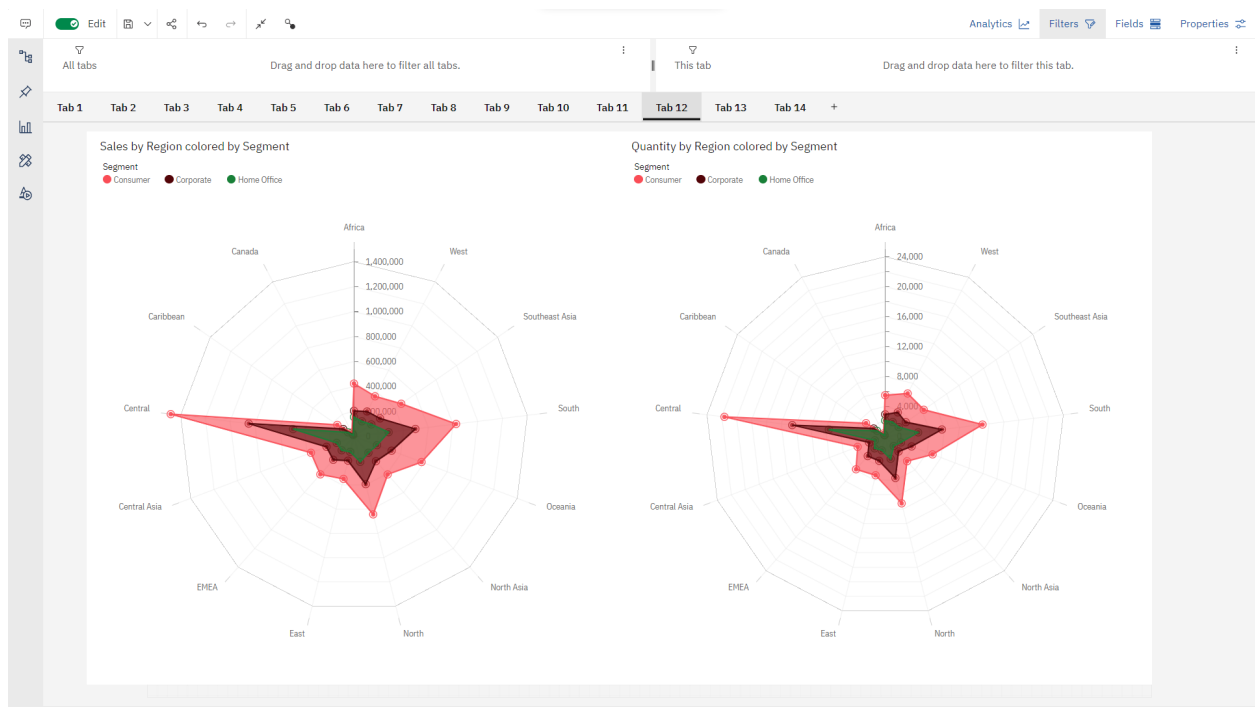 Edit
Analytics
Filters
Fields
Properties
All tabs
Drag and drop data here to filter all tabs.
This tab
Drag and drop data here to filter this tab.
Tab 1 Tab 2 Tab 3 Tab 4 Tab 5 Tab 6 Tab 7 Tab 8 Tab 9 Tab 10 Tab 11 Tab 12 Tab 13 Tab 14 +
Sales by Region colored by Segment
Segment
Consumer Corporate Home Office
Africa
West
Southeast Asia
South
Oceania
North Asia
North
East
EMEA
Central Asia
Central
Caribbean
Canada
1,400,000
1,200,000
1,000,000
800,000
600,000
400,000
200,000
Quantity by Region colored by Segment
Segment
Consumer Corporate Home Office
Africa
West
Southeast Asia
South
Oceania
North Asia
North
East
EMEA
Central Asia
Central
Caribbean
Canada
24,000
20,000
16,000
12,000
8,000
4,000